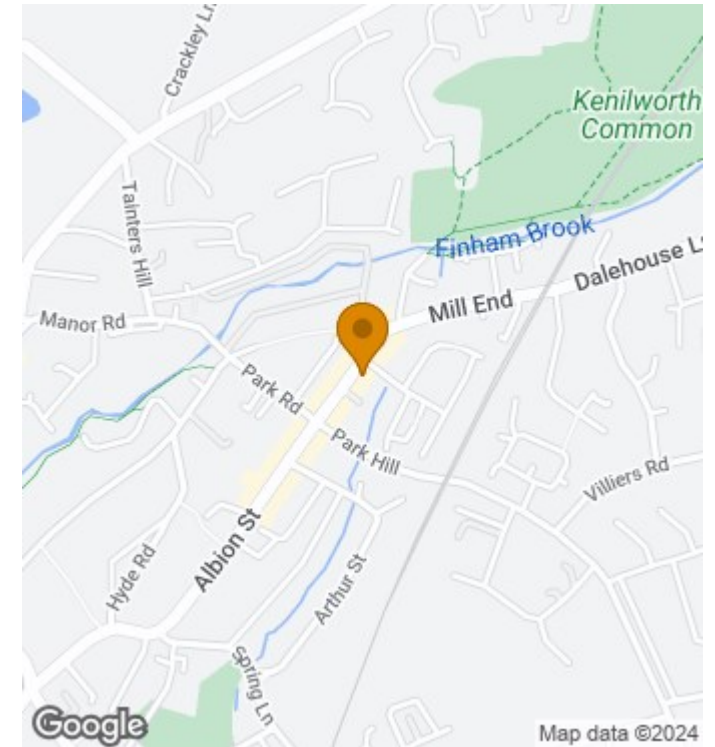 Crackley Ln
Kenilworth
Common
Tainters Hill
Finham Brook
Dalehouse L
Mill End
Manor Rd
Park Rd
Park Hill
Villiers Rd
Albion St
Hyde Rd
Arthur St
Spring Ln
Google
Map data ©2024